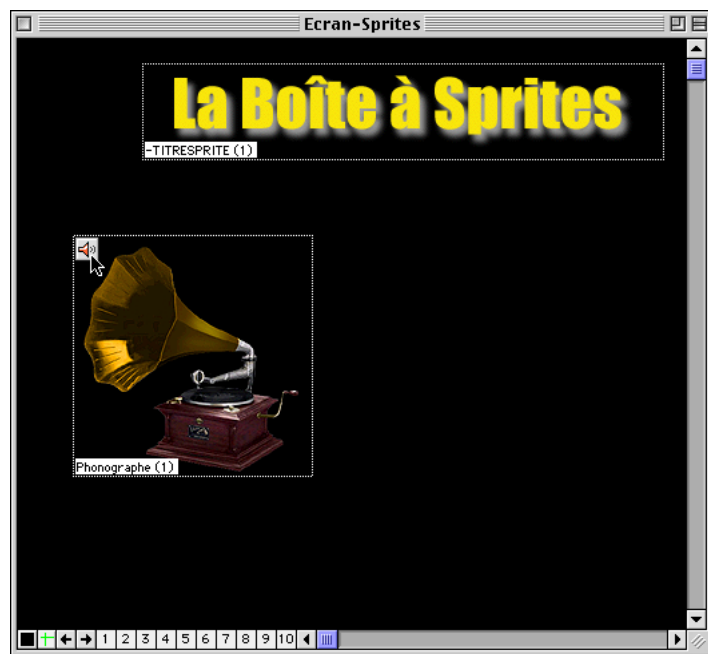 Ecran-Sprites
La Boîte à Sprites
-TITRESPRITE (1)
Phonographe (1)
1 2 3 4 5 6 7 8 9 10